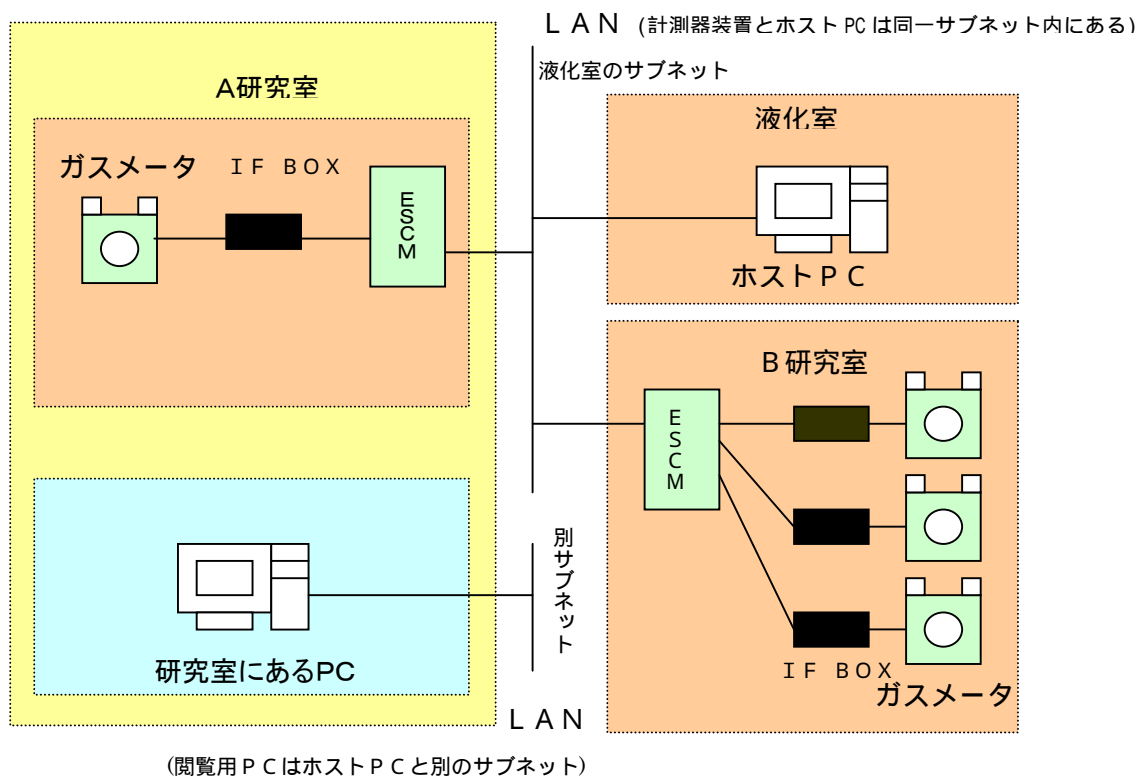 ＬＡＮ (計測器装置とホストPCは同一サブネット内にある)
液化室のサブネット
Ａ研究室
ガスメータ
ＩＦ ＢＯＸ
ＥＳＣＭ
液化室
ホストＰＣ
Ｂ研究室
ＥＳＣＭ
ＩＦ ＢＯＸ
ガスメータ
別サブネット
研究室にあるPC
ＬＡＮ
(閲覧用ＰＣはホストＰＣと別のサブネット)